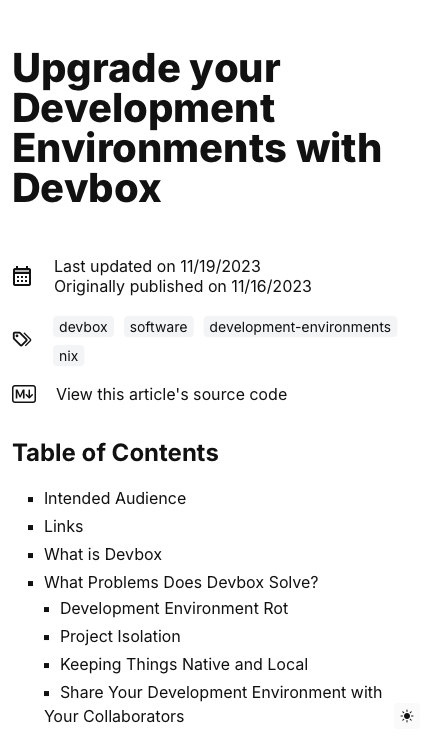 Upgrade your
Development
Environments with
Devbox
Last updated on 11/19/2023
Originally published on 11/16/2023
devbox software development-environments
nix
View this article's source code
Table of Contents
Intended Audience
Links
What is Devbox
What Problems Does Devbox Solve?
Development Environment Rot
Project Isolation
Keeping Things Native and Local
Share Your Development Environment with
Your Collaborators